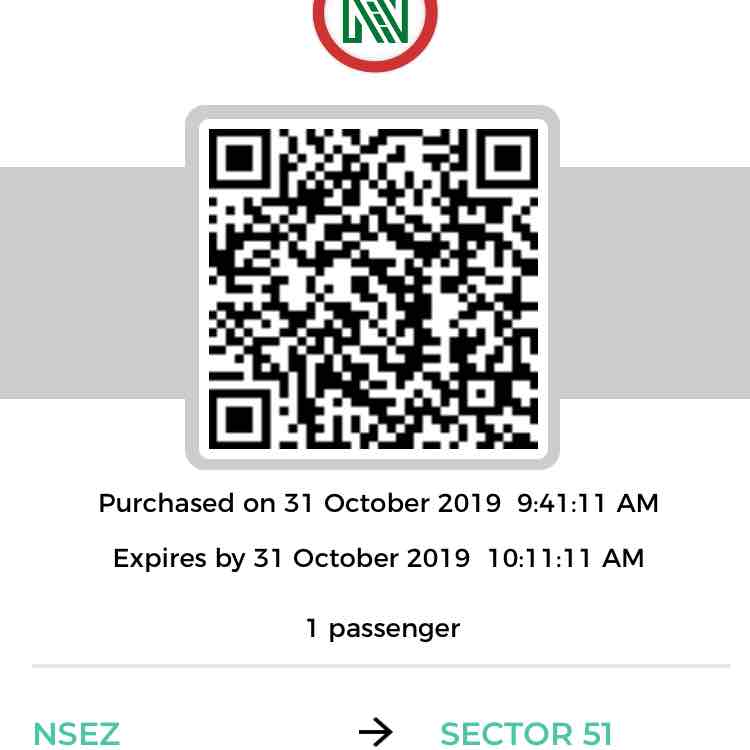 Purchased on 31 October 2019 9:41:11 AM
Expires by 31 October 2019 10:11:11 AM
1 passenger
NSEZ → SECTOR 51